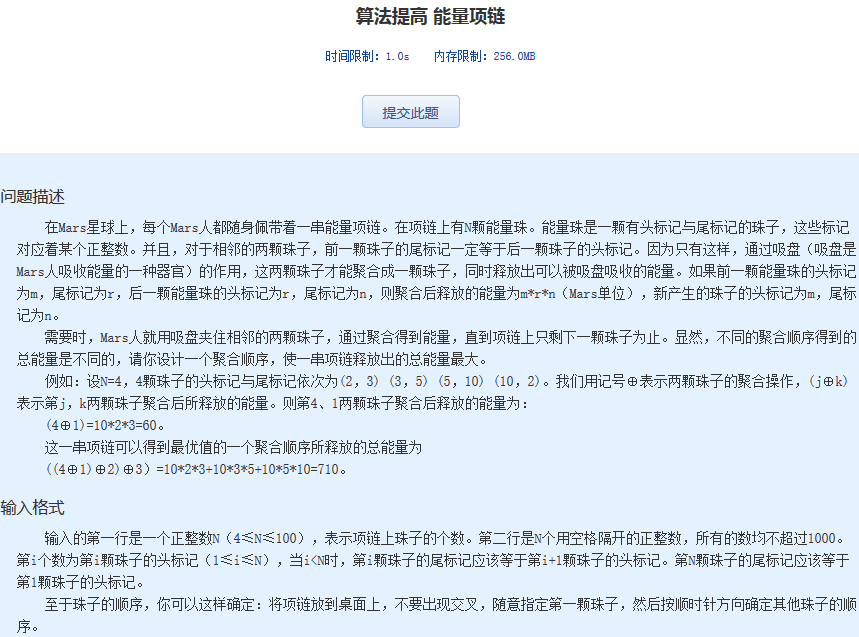 算法提高 能量项链
时间限制：1.0s 内存限制：256.0MB
提交此题
问题描述
在Mars星球上，每个Mars人都随身佩带着一串能量项链。在项链上有N颗能量珠。能量珠是一颗有头标记与尾标记的珠子，这些标记
对应着某个正整数。并且，对于相邻的两颗珠子，前一颗珠子的尾标记一定等于后一颗珠子的头标记。因为只有这样，通过吸盘（吸盘是
Mars人吸收能量的一种器官）的作用，这两颗珠子才能聚合成一颗珠子，同时释放出可以被吸盘吸收的能量。如果前一颗能量珠的头标记
为m，尾标记为r，后一颗能量珠的头标记为r，尾标记为n，则聚合后释放的能量为m*r*n（Mars单位），新产生的珠子的头标记为m，尾标
记为n。
需要时，Mars人就用吸盘夹住相邻的两颗珠子，通过聚合得到能量，直到项链上只剩下一颗珠子为止。显然，不同的聚合顺序得到的
总能量是不同的，请你设计一个聚合顺序，使一串项链释放出的总能量最大。
例如：设N=4，4颗珠子的头标记与尾标记依次为(2，3) (3，5) (5，10) (10，2)。我们用记号⊕表示两颗珠子的聚合操作，(j⊕k)
表示第j，k两颗珠子聚合后所释放的能量。则第4、1两颗珠子聚合后释放的能量为：
(4⊕1)=10*2*3=60。
这一串项链可以得到最优值的一个聚合顺序所释放的总能量为
((4⊕1)⊕2)⊕3）=10*2*3+10*3*5+10*5*10=710。
输入格式
输入的第一行是一个正整数N（4≤N≤100），表示项链上珠子的个数。第二行是N个用空格隔开的正整数，所有的数均不超过1000。
第i个数为第i颗珠子的头标记（1≤i≤N），当i<N时，第i颗珠子的尾标记应该等于第i+1颗珠子的头标记。第N颗珠子的尾标记应该等于
第1颗珠子的头标记。
至于珠子的顺序，你可以这样确定：将项链放到桌面上，不要出现交叉，随意指定第一颗珠子，然后按顺时针方向确定其他珠子的顺
序。